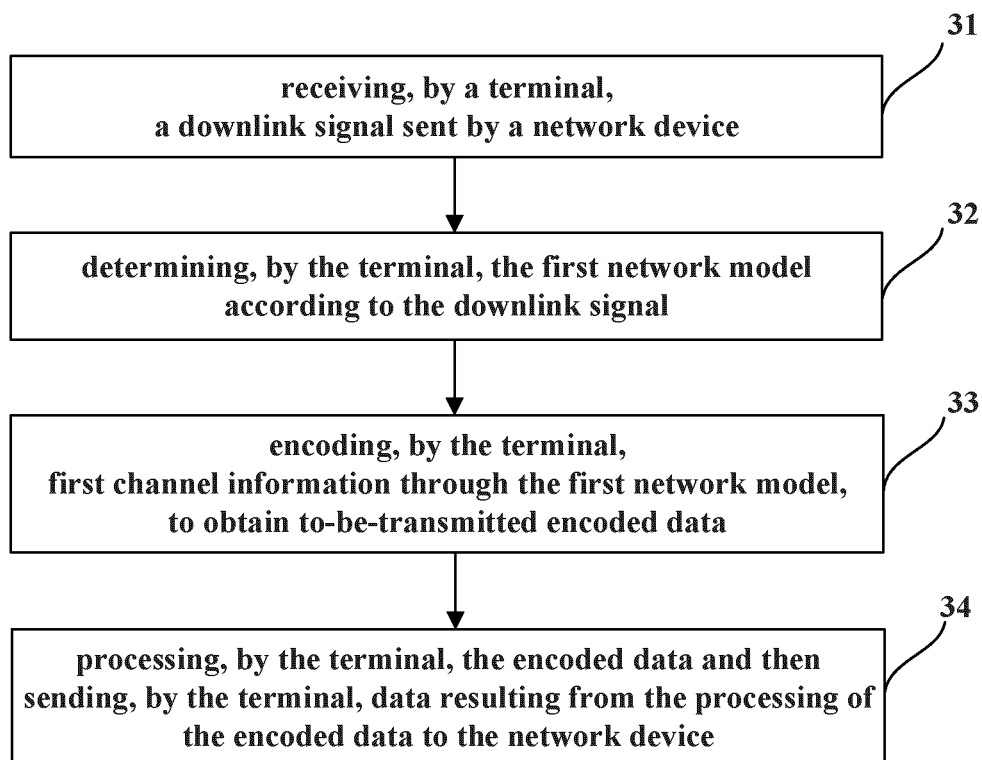 31
receiving, by a terminal,
a downlink signal sent by a network device
32
determining, by the terminal, the first network model
according to the downlink signal
33
encoding, by the terminal,
first channel information through the first network model,
to obtain to-be-transmitted encoded data
34
processing, by the terminal, the encoded data and then
sending, by the terminal, data resulting from the processing of
the encoded data to the network device